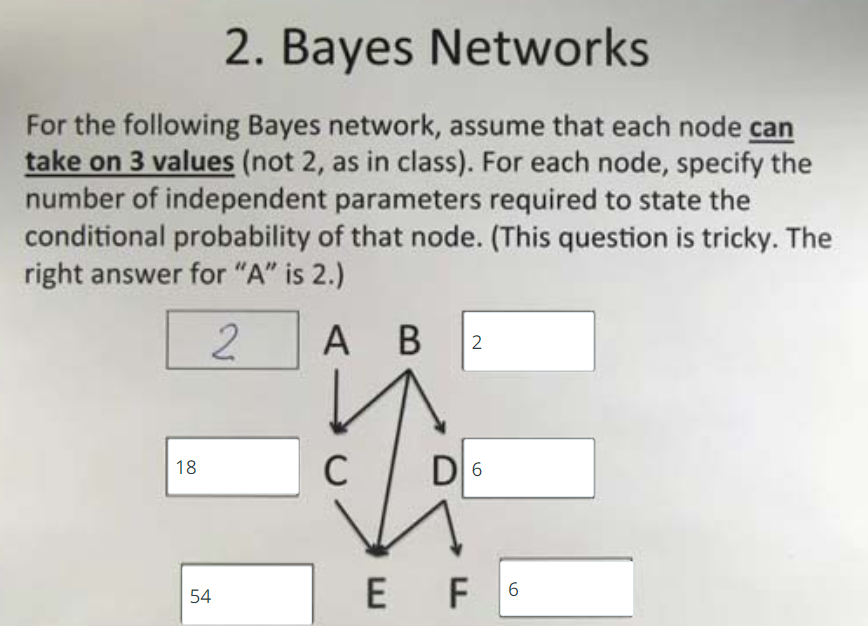 2. Bayes Networks
For the following Bayes network, assume that each node can
take on 3 values (not 2, as in class). For each node, specify the
number of independent parameters required to state the
conditional probability of that node. (This question is tricky. The
right answer for “A” is 2.)
2 A B 2
18 C D 6
54 E F 6